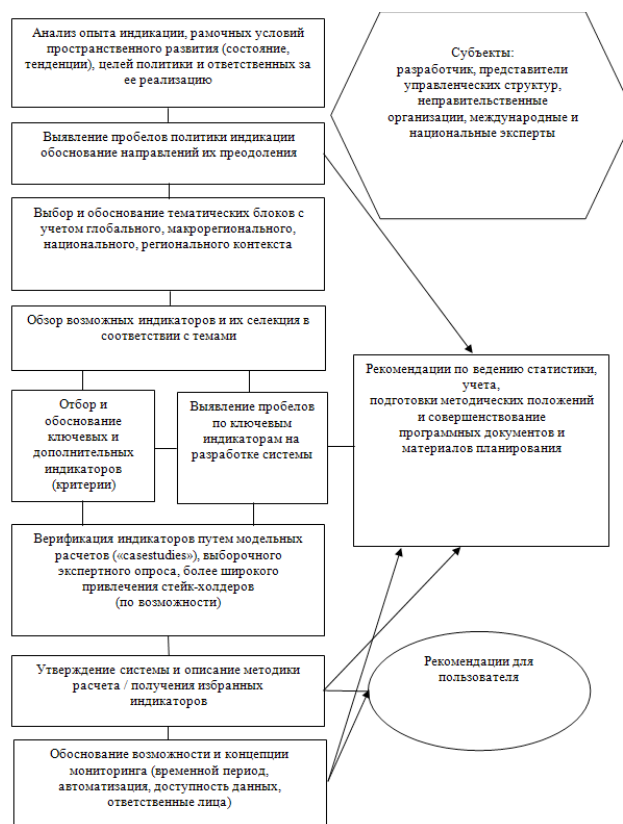 Анализ опыта индикации, рамочных условий
пространственного развития (состояние,
тенденции), целей политики и ответственных за
ее реализацию
Субъекты:
разработчик, представители
управленческих структур,
неправительственные
организации, международные и
национальные эксперты
Выявление пробелов политики индикации
обоснование направлений их преодоления
Выбор и обоснование тематических блоков с
учетом глобального, макрорегионального,
национального, регионального контекста
Обзор возможных индикаторов и их селекция в
соответствии с темами
Отбор и
обоснование
ключевых и
дополнительных
индикаторов
(критерии)
Выявление пробелов
по ключевым
индикаторам на
разработке системы
Рекомендации по ведению статистики,
учета,
подготовки методических положений
и совершенствование
программных документов и
материалов планирования
Верификация индикаторов путем модельных
расчетов («casestudies»), выборочного
экспертного опроса, более широкого
привлечения стейк-холдеров
(по возможности)
Утверждение системы и описание методики
расчета / получения избранных
индикаторов
Рекомендации для
пользователя
Обоснование возможности и концепции
мониторинга (временной период,
автоматизация, доступность данных,
ответственные лица)